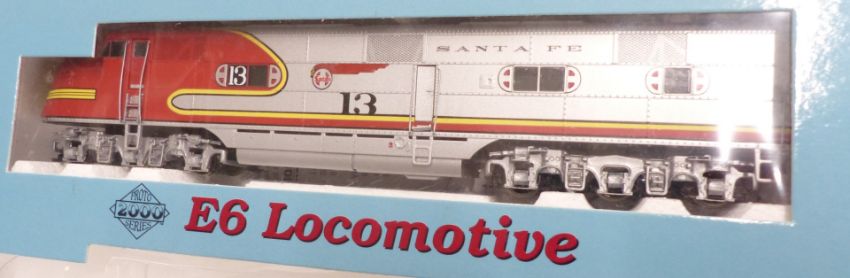 SANTA FE
13
13
PROTO
2000
SERIES
E6 Locomotive